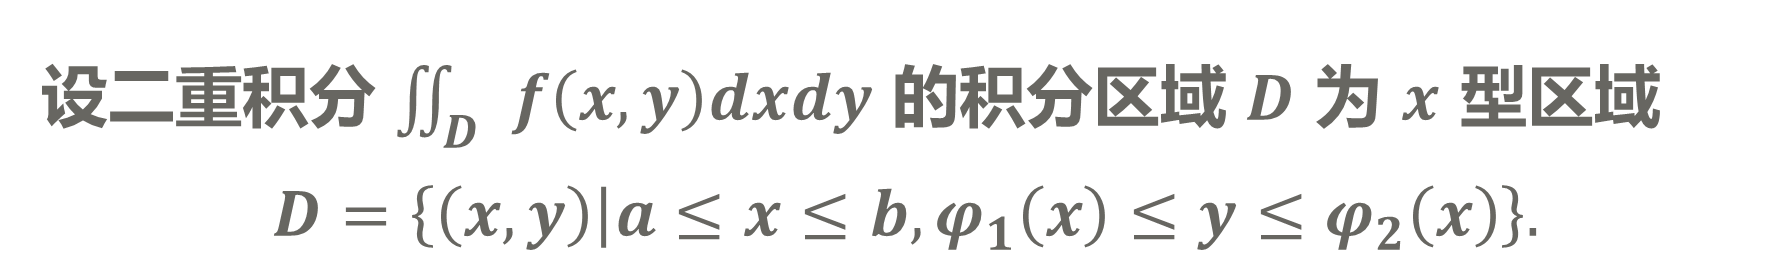 设二重积分 ∬_D f(x,y)dxdy 的积分区域 D 为 x 型区域
D = {(x,y)|a ≤ x ≤ b,φ₁(x) ≤ y ≤ φ₂(x)}.